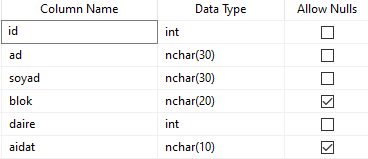 Column Name Data Type Allow Nulls
id int
ad nchar(30)
soyad nchar(30)
blok nchar(20)
daire int
aidat nchar(10)